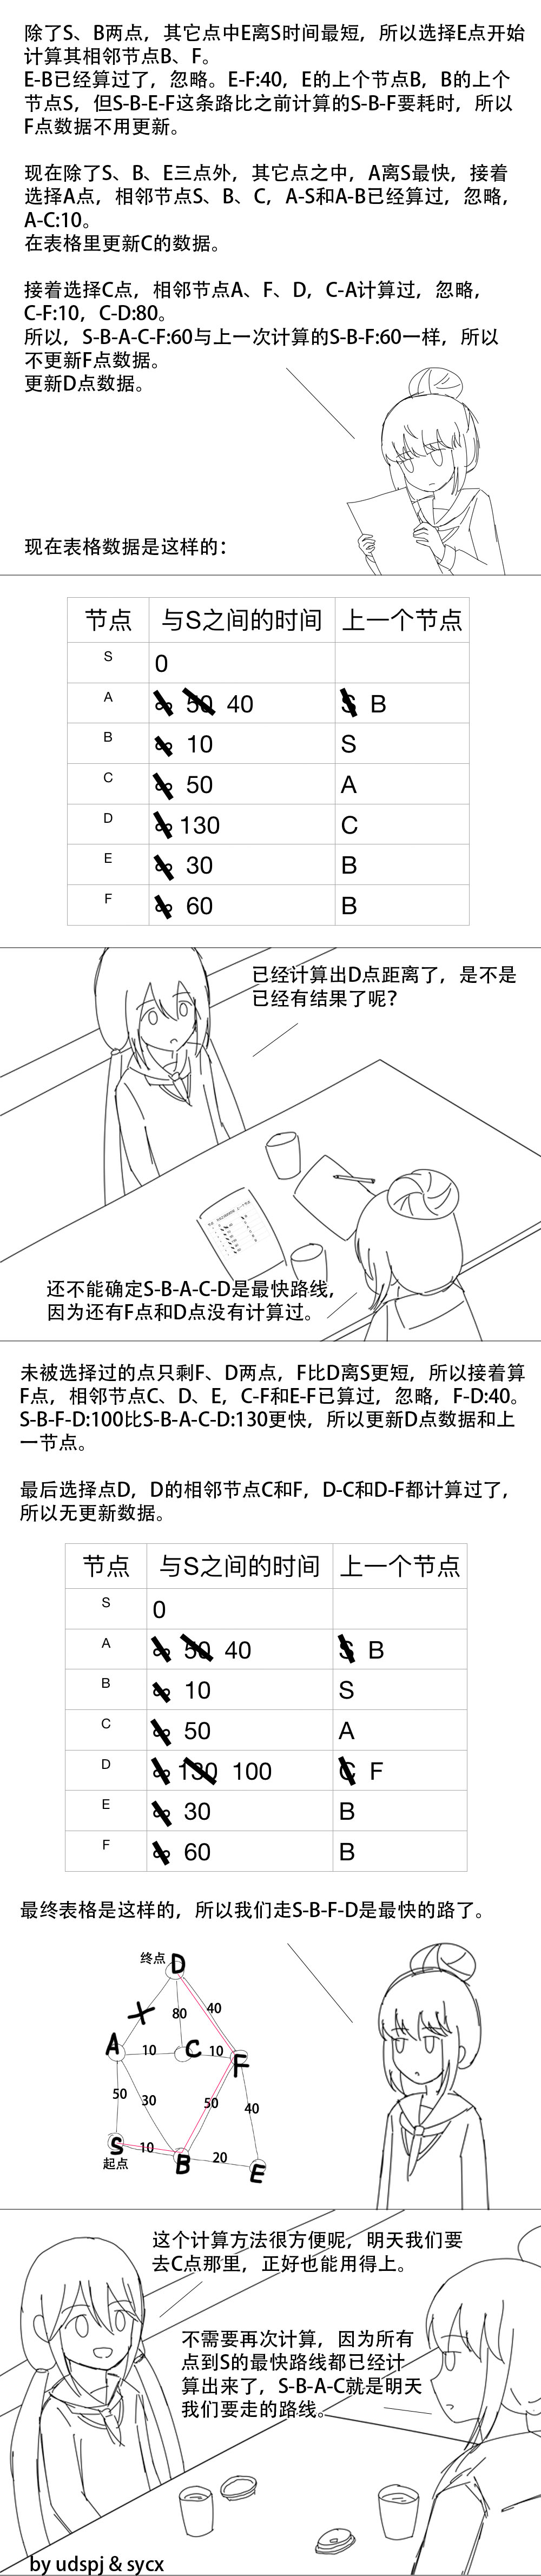 除了S、B两点，其它点中E离S时间最短，所以选择E点开始
计算其相邻节点B、F。
E-B已经算过了，忽略。E-F:40，E的上个节点B，B的上个
节点S，但S-B-E-F这条路比之前计算的S-B-F要耗时，所以
F点数据不用更新。
现在除了S、B、E三点外，其它点之中，A离S最快，接着
选择A点，相邻节点S、B、C，A-S和A-B已经算过，忽略，
A-C:10。
在表格里更新C的数据。
接着选择C点，相邻节点A、F、D，C-A计算过，忽略，
C-F:10，C-D:80。
所以，S-B-A-C-F:60与上一次计算的S-B-F:60一样，所以
不更新F点数据。
更新D点数据。
现在表格数据是这样的：
节点 与S之间的时间 上一个节点
S 0
A ∞ 50 40 S B
B ∞ 10 S
C ∞ 50 A
D ∞ 130 C
E ∞ 30 B
F ∞ 60 B
已经计算出D点距离了，是不是
已经有结果了呢？
还不能确定S-B-A-C-D是最快路线，
因为还有F点和D点没有计算过。
未被选择过的点只剩F、D两点，F比D离S更短，所以接着算
F点，相邻节点C、D、E，C-F和E-F已算过，忽略，F-D:40。
S-B-F-D:100比S-B-A-C-D:130更快，所以更新D点数据和上
一节点。
最后选择点D，D的相邻节点C和F，D-C和D-F都计算过了，
所以无更新数据。
节点 与S之间的时间 上一个节点
S 0
A ∞ 50 40 S B
B ∞ 10 S
C ∞ 50 A
D ∞ 130 100 C F
E ∞ 30 B
F ∞ 60 B
最终表格是这样的，所以我们走S-B-F-D是最快的路了。
终点 D
X 80 40
A 10 C 10 F
50 30 50 40
S 10 B 20 E
起点
这个计算方法很方便呢，明天我们要
去C点那里，正好也能用得上。
不需要再次计算，因为所有
点到S的最快路线都已经计
算出来了，S-B-A-C就是明天
我们要走的路线。
by udspj & sycx